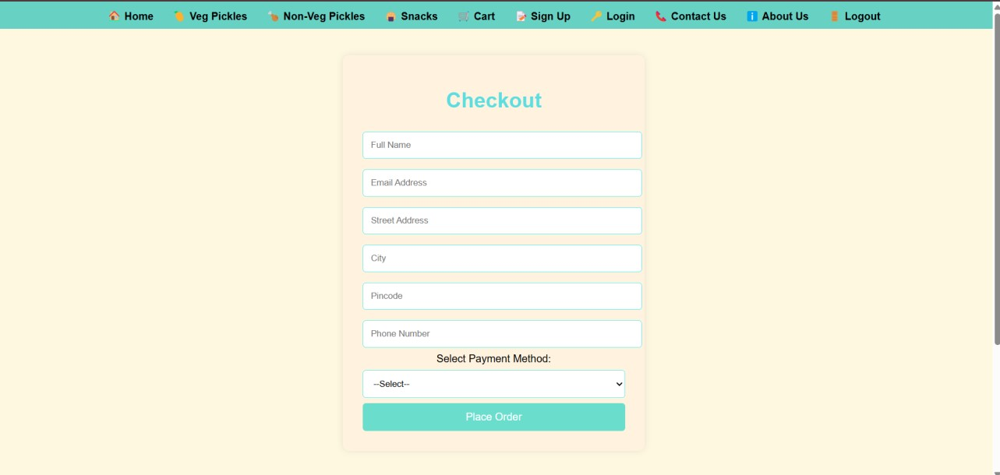 🏠 Home 🥭 Veg Pickles 🍗 Non-Veg Pickles 🍘 Snacks 🛒 Cart 📝 Sign Up 🔑 Login 📞 Contact Us ℹ️ About Us 🚪 Logout
Checkout
Full Name
Email Address
Street Address
City
Pincode
Phone Number
Select Payment Method:
--Select--
Place Order